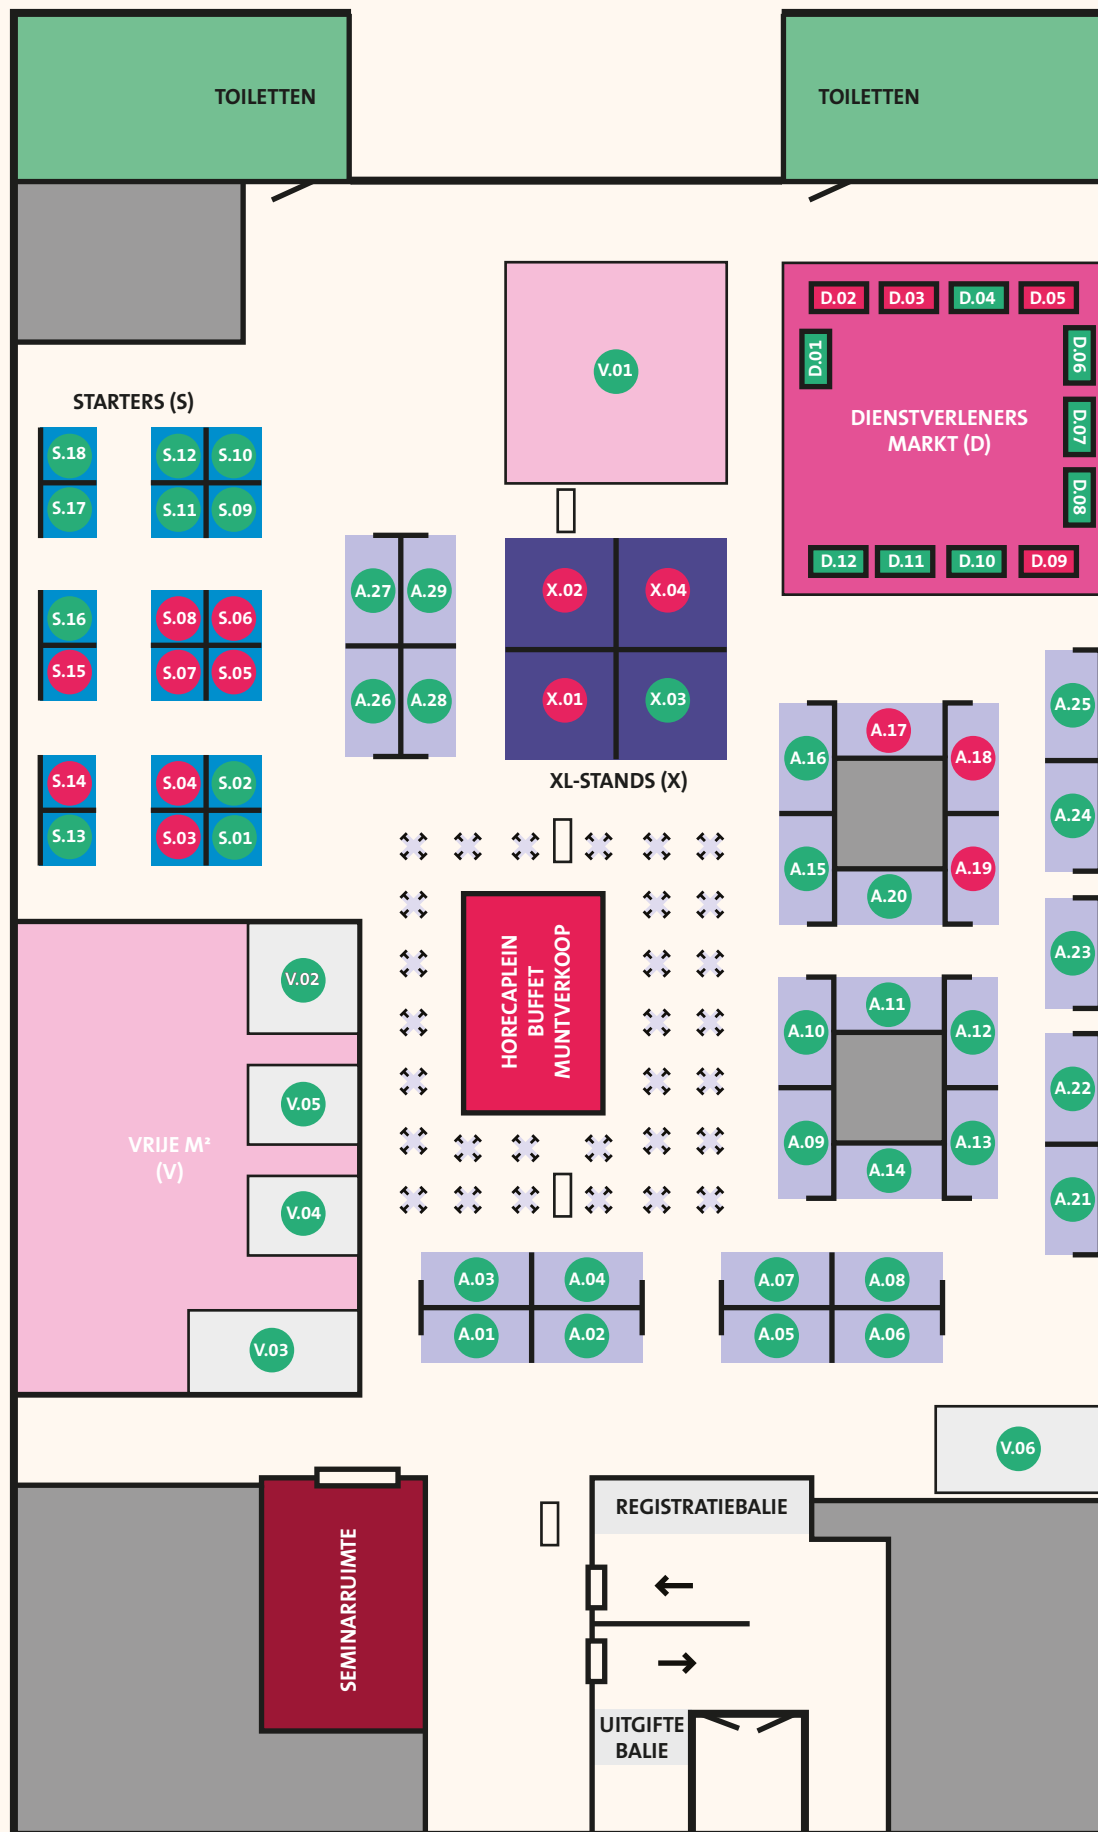 TOILETTEN
TOILETTEN
V.01
D.02 D.03 D.04 D.05
D.01
D.06
D.07
D.08
DIENSTVERLENERS
MARKT (D)
D.12 D.11 D.10 D.09
STARTERS (S)
S.18 S.12 S.10
S.17 S.11 S.09
S.16 S.08 S.06
S.15 S.07 S.05
S.14 S.04 S.02
S.13 S.03 S.01
A.27 A.29
A.26 A.28
X.02 X.04
X.01 X.03
XL-STANDS (X)
A.17
A.16 A.18
A.15 A.19
A.20
A.25
A.24
A.23
A.22
A.21
A.11
A.10 A.12
A.09 A.13
A.14
HORECAPLEIN
BUFFET
MUNTVERKOOP
V.02
V.05
VRIJE M²
(V)
V.04
V.03
A.03 A.04
A.01 A.02
A.07 A.08
A.05 A.06
V.06
SEMINARRUIMTE
REGISTRATIEBALIE
UITGIFTE
BALIE